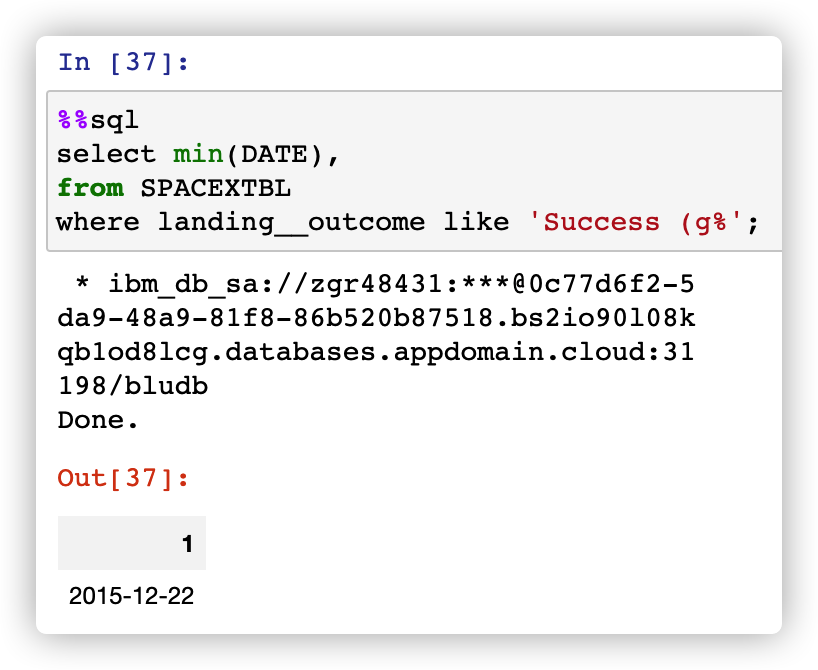 In [37]:
%%sql
select min(DATE),
from SPACEXTBL
where landing__outcome like 'Success (g%';
* ibm_db_sa://zgr48431:***@0c77d6f2-5
da9-48a9-81f8-86b520b87518.bs2io90l08k
qb1od8lcg.databases.appdomain.cloud:31
198/bludb
Done.
Out[37]:
1
2015-12-22